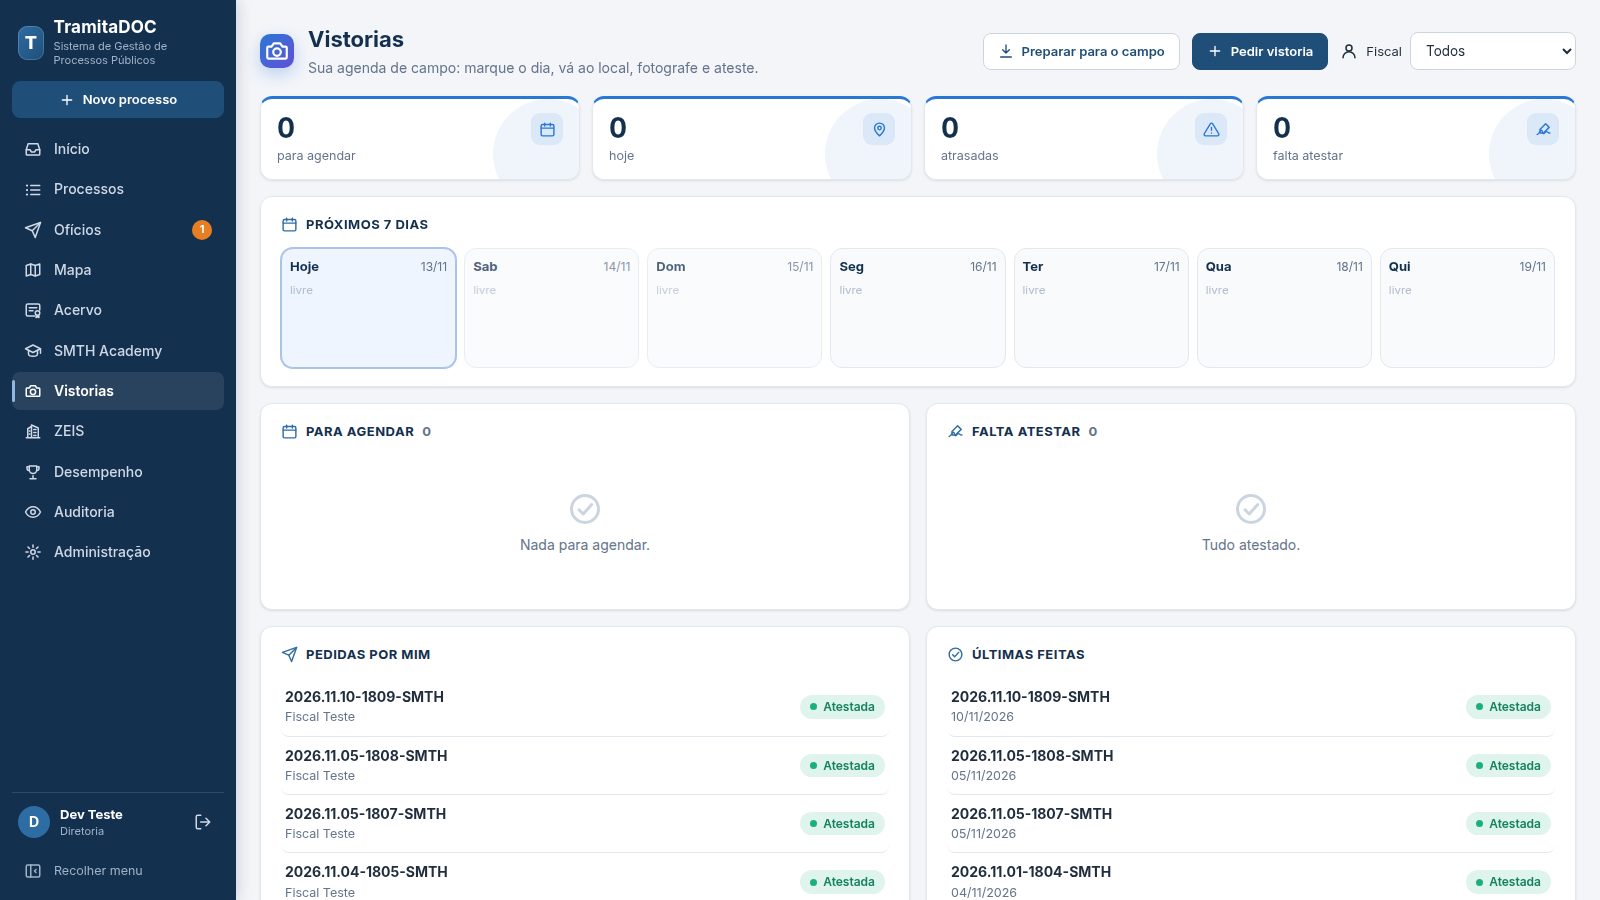 TramitaDOC
T
Sistema de Gestão de
Processos Públicos
Novo processo
Início
Processos
Ofícios 1
Mapa
Acervo
SMTH Academy
Vistorias
ZEIS
Desempenho
Auditoria
Administração
D
Dev Teste
Diretoria
Recolher menu
Vistorias
Sua agenda de campo: marque o dia, vá ao local, fotografe e ateste.
Preparar para o campo
Pedir vistoria
Fiscal
Todos
0
para agendar
0
hoje
0
atrasadas
0
falta atestar
PRÓXIMOS 7 DIAS
Hoje 13/11
livre
Sab 14/11
livre
Dom 15/11
livre
Seg 16/11
livre
Ter 17/11
livre
Qua 18/11
livre
Qui 19/11
livre
PARA AGENDAR 0
Nada para agendar.
FALTA ATESTAR 0
Tudo atestado.
PEDIDAS POR MIM
2026.11.10-1809-SMTH
Fiscal Teste
Atestada
2026.11.05-1808-SMTH
Fiscal Teste
Atestada
2026.11.05-1807-SMTH
Fiscal Teste
Atestada
2026.11.04-1805-SMTH
Fiscal Teste
Atestada
ÚLTIMAS FEITAS
2026.11.10-1809-SMTH
10/11/2026
Atestada
2026.11.05-1808-SMTH
05/11/2026
Atestada
2026.11.05-1807-SMTH
05/11/2026
Atestada
2026.11.01-1804-SMTH
04/11/2026
Atestada